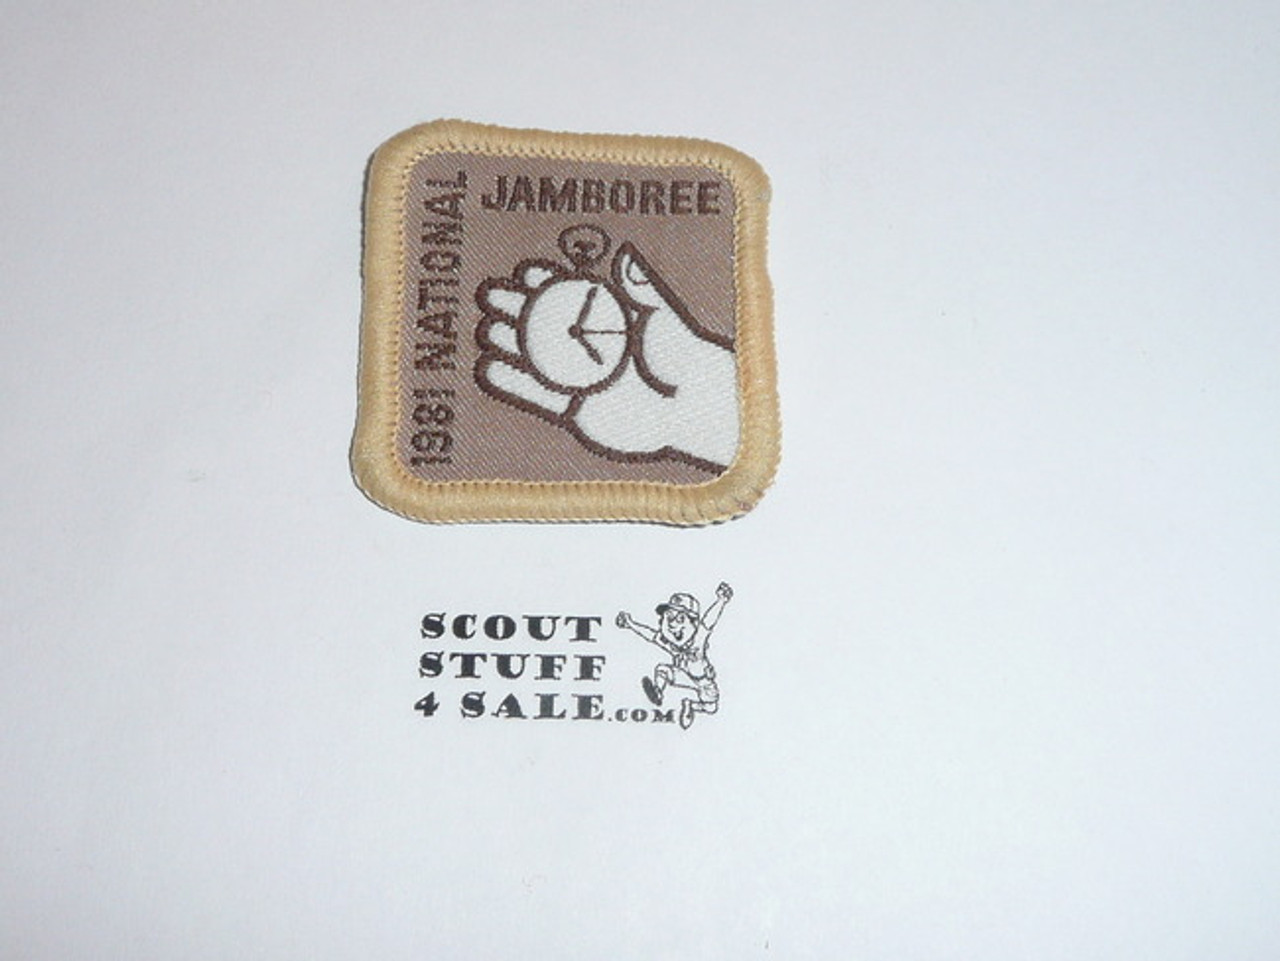 1981 NATIONAL
JAMBOREE
SCOUT
STUFF
4 SALE.COM